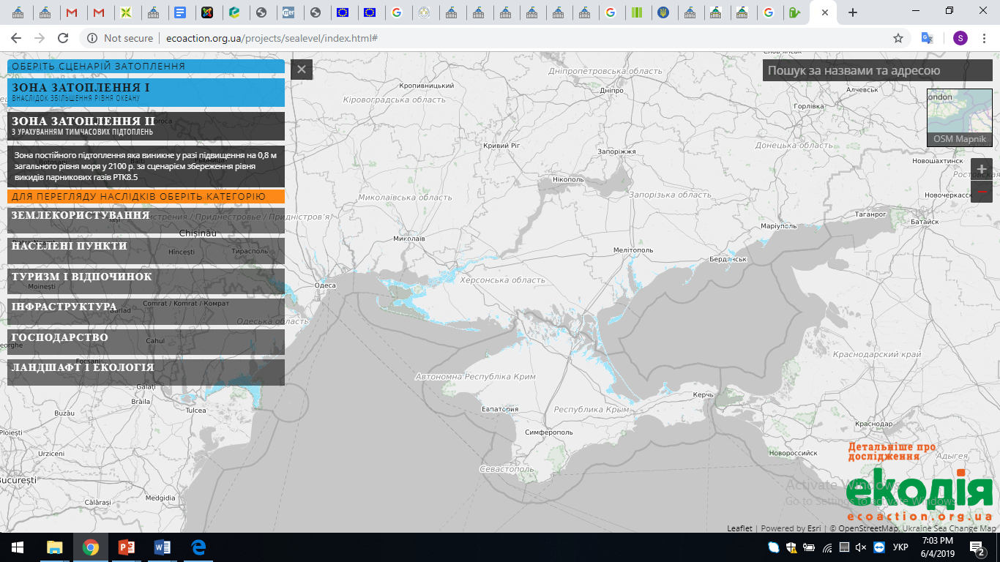 Not secure
ecoaction.org.ua/projects/sealevel/index.html#
S
ОБЕРІТЬ СЦЕНАРІЙ ЗАТОПЛЕННЯ
ЗОНА ЗАТОПЛЕННЯ I
ВНАСЛІДОК ЗБІЛЬШЕННЯ РІВНЯ ОКЕАНУ
ЗОНА ЗАТОПЛЕННЯ II
З УРАХУВАННЯМ ТИМЧАСОВИХ ПІДТОПЛЕНЬ
Зона постійного підтоплення яка виникне у разі підвищення на 0,8 м
загального рівня моря у 2100 р. за сценарієм збереження рівня
викидів парникових газів РТК8.5
ДЛЯ ПЕРЕГЛЯДУ НАСЛІДКІВ ОБЕРІТЬ КАТЕГОРІЮ
ЗЕМЛЕКОРИСТУВАННЯ
НАСЕЛЕНІ ПУНКТИ
ТУРИЗМ І ВІДПОЧИНОК
ІНФРАСТРУКТУРА
ГОСПОДАРСТВО
ЛАНДШАФТ І ЕКОЛОГІЯ
Пошук за назвами та адресою
ondon
OSM Mapnik
+
−
Дніпропетровська область
Кропивницький
Дніпро
Алчевськ
Кіровоградська область
Горлівка
Кривий Ріг
Запоріжжя
Донецька область
Новошахтинск
Ростовская
Нікополь
Миколаївська область
Запорізька область
Новочеркасск
Приднестровье / Придністров'я
Chișinău
Таганрог
Батайск
Маріуполь
Миколаїв
Hîncești
Тирасполь
Мелітополь
Бердянськ
Херсонська область
Moinești
Одеса
Comrat / Komrat / Комрат
Bârlad
Одеська область
Cahul
Краснодарский край
Focșani
Автономна Республіка Крим
Galați
Brăila
Tulcea
Евпатория
Республика Крым
Керчь
Buzău
Краснодар
Ploiești
Симферополь
Urziceni
Новороссийск
Адыгея
Севастополь
București
Medgidia
Călărași
Детальніше про
дослідження
екодія
ecoaction.org.ua
Activate Windows
Go to Settings to activate Windows.
Leaflet | Powered by Esri | © OpenStreetMap, Ukraine Sea Change Map
УКР
7:03 PM
6/4/2019
2